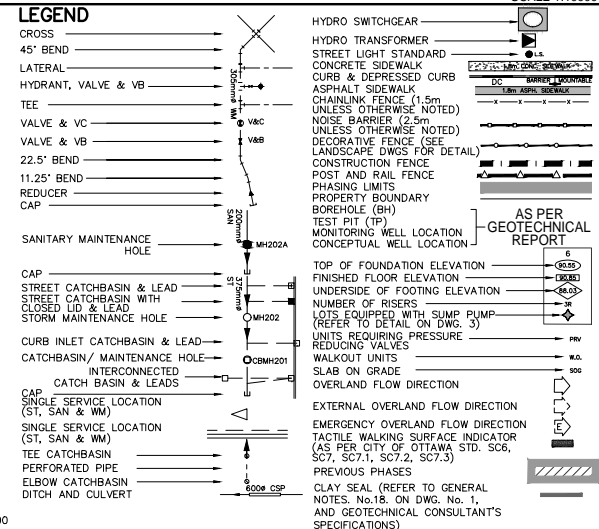 LEGEND
CROSS
45° BEND
LATERAL
HYDRANT, VALVE & VB
TEE
VALVE & VC
VALVE & VB
22.5° BEND
11.25° BEND
REDUCER
CAP
SANITARY MAINTENANCE
HOLE
CAP
STREET CATCHBASIN & LEAD
STREET CATCHBASIN WITH
CLOSED LID & LEAD
STORM MAINTENANCE HOLE
CURB INLET CATCHBASIN & LEAD
CATCHBASIN/ MAINTENANCE HOLE
INTERCONNECTED
CATCH BASIN & LEADS
CAP
SINGLE SERVICE LOCATION
(ST, SAN & WM)
SINGLE SERVICE LOCATION
(ST, SAN & WM)
TEE CATCHBASIN
PERFORATED PIPE
ELBOW CATCHBASIN
DITCH AND CULVERT
305mmø WM
V&C
V&B
200mmø
SAN
MH202A
375mmø
ST
MH202
CBMH201
600ø CSP
HYDRO SWITCHGEAR
HYDRO TRANSFORMER
STREET LIGHT STANDARD
L.S.
CONCRETE SIDEWALK
1.8m CONC. SIDEWALK
CURB & DEPRESSED CURB
DC BARRIER MOUNTABLE
ASPHALT SIDEWALK
1.8m ASPH. SIDEWALK
CHAINLINK FENCE (1.5m
UNLESS OTHERWISE NOTED)
NOISE BARRIER (2.5m
UNLESS OTHERWISE NOTED)
DECORATIVE FENCE (SEE
LANDSCAPE DWGS FOR DETAIL)
CONSTRUCTION FENCE
POST AND RAIL FENCE
PHASING LIMITS
PROPERTY BOUNDARY
BOREHOLE (BH)
TEST PIT (TP)
MONITORING WELL LOCATION
CONCEPTUAL WELL LOCATION
AS PER
GEOTECHNICAL
REPORT
6
TOP OF FOUNDATION ELEVATION
90.55
FINISHED FLOOR ELEVATION
90.85
UNDERSIDE OF FOOTING ELEVATION
88.03
NUMBER OF RISERS
3R
LOTS EQUIPPED WITH SUMP PUMP
(REFER TO DETAIL ON DWG. 3)
UNITS REQUIRING PRESSURE
REDUCING VALVES
PRV
WALKOUT UNITS
W.O.
SLAB ON GRADE
SOG
OVERLAND FLOW DIRECTION
EXTERNAL OVERLAND FLOW DIRECTION
EMERGENCY OVERLAND FLOW DIRECTION
E
TACTILE WALKING SURFACE INDICATOR
(AS PER CITY OF OTTAWA STD. SC6,
SC7, SC7.1, SC7.2, SC7.3)
PREVIOUS PHASES
CLAY SEAL (REFER TO GENERAL
NOTES. No.18. ON DWG. No. 1,
AND GEOTECHNICAL CONSULTANT'S
SPECIFICATIONS)